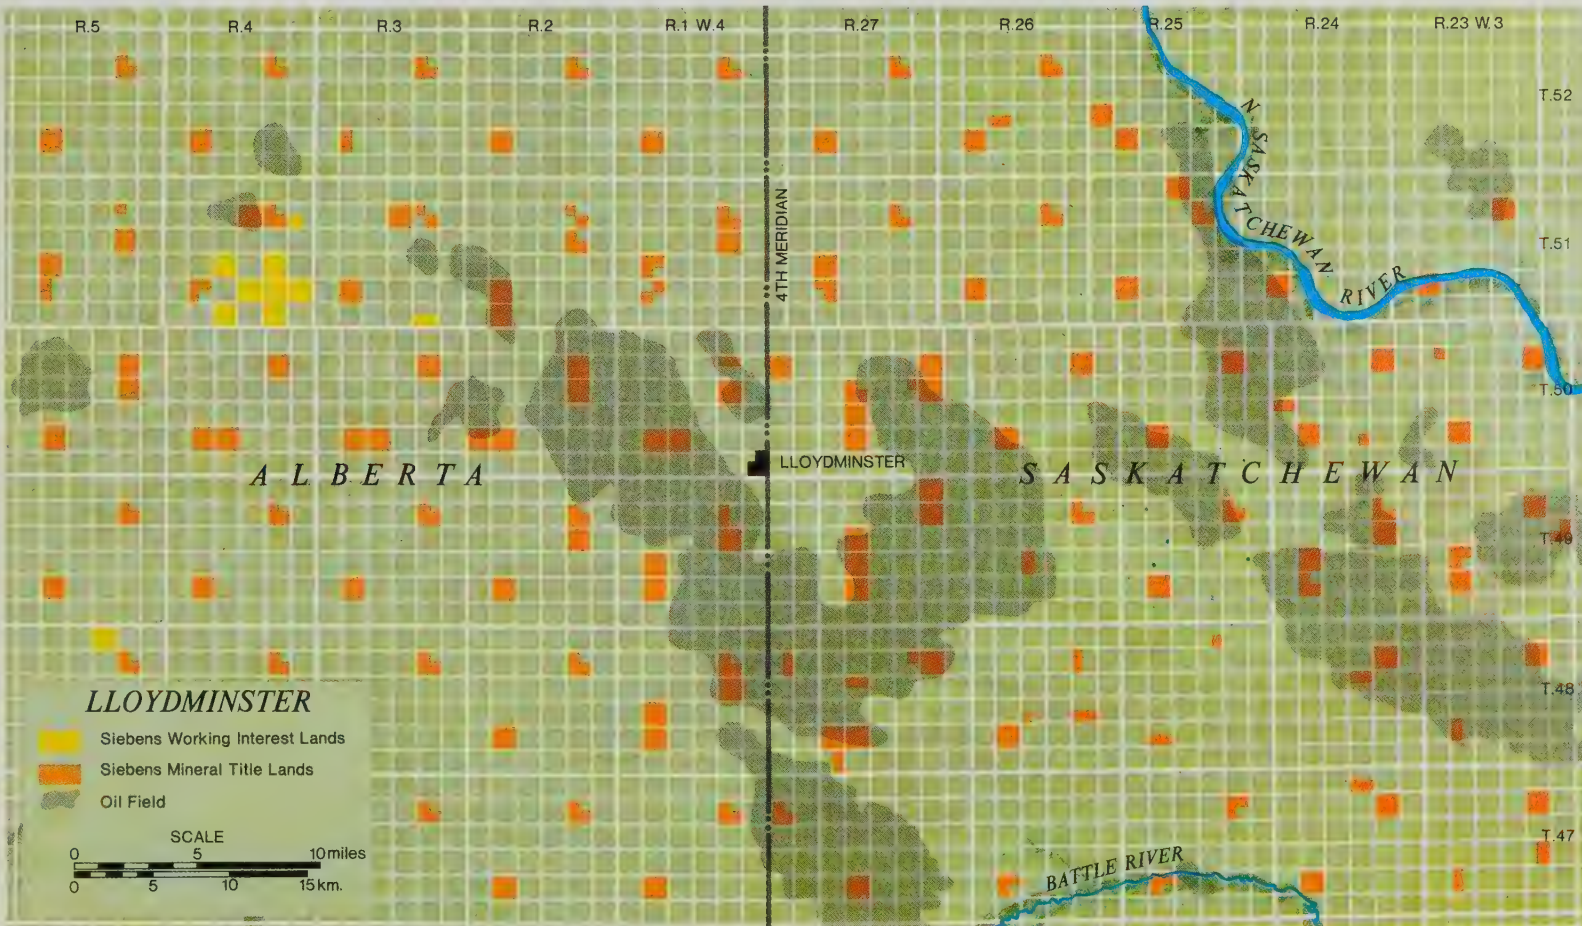 R.5 R.4 R.3 R.2 R.1 W.4 R.27 R.26 R.25 R.24 R.23 W.3
T.52
N. SASKATCHEWAN RIVER
4TH MERIDIAN
T.51
T.50
LLOYDMINSTER
ALBERTA SASKATCHEWAN
T.49
LLOYDMINSTER
Siebens Working Interest Lands
Siebens Mineral Title Lands
Oil Field
T.48
SCALE
0 5 10 miles
0 5 10 15 km.
T.47
BATTLE RIVER